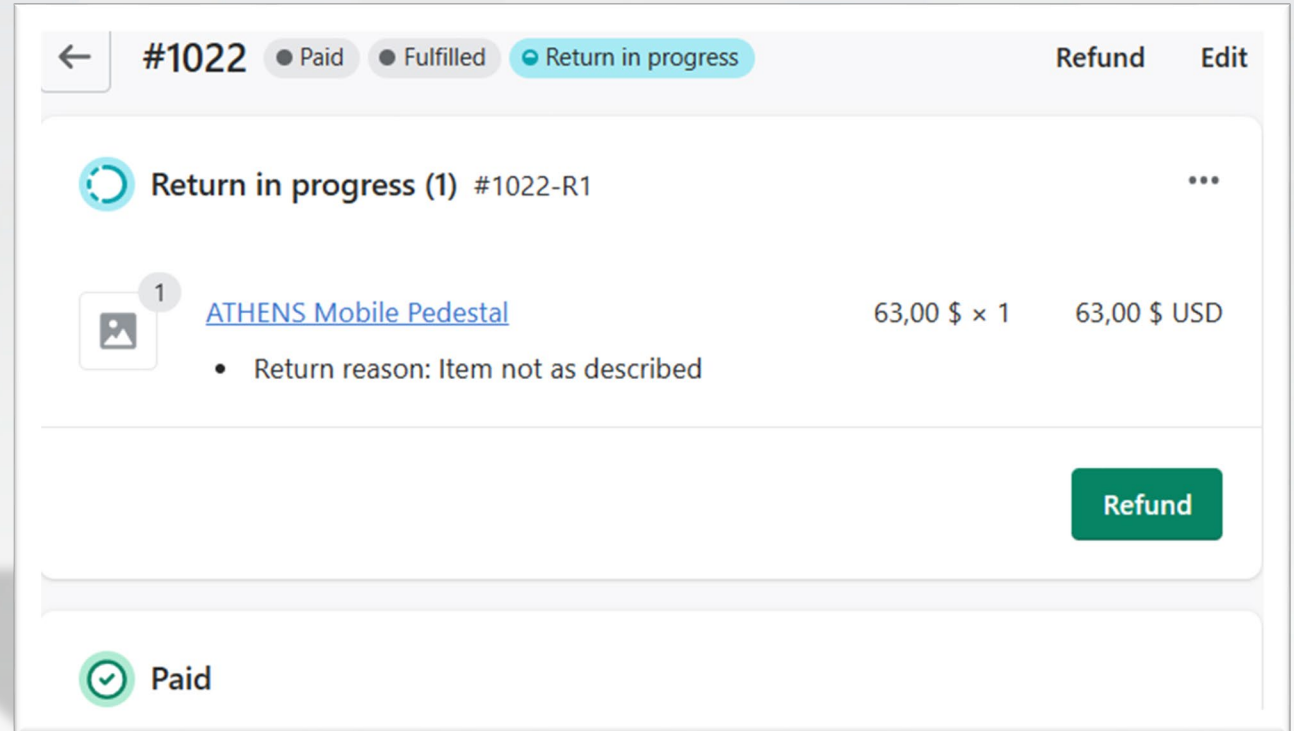 #1022 Paid Fulfilled Return in progress Refund Edit
Return in progress (1) #1022-R1
1
ATHENS Mobile Pedestal 63,00 $ × 1 63,00 $ USD
• Return reason: Item not as described
Refund
Paid